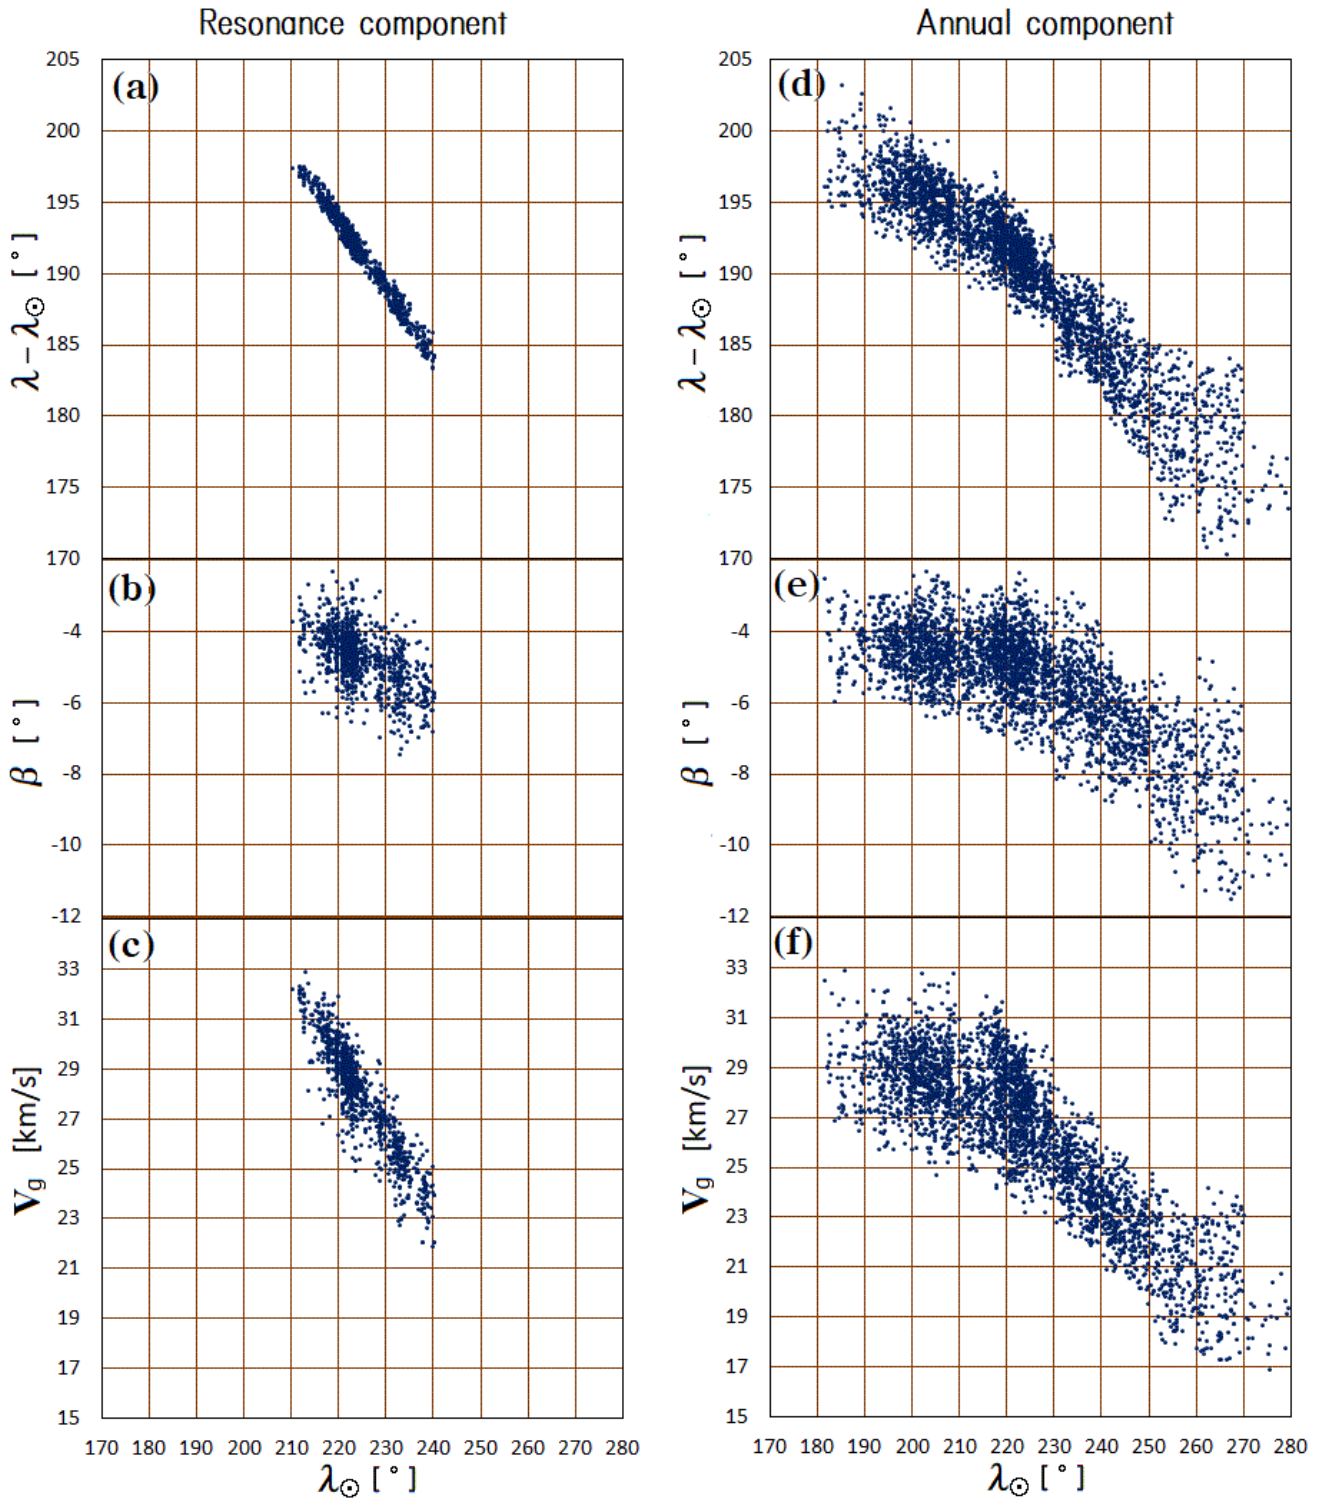 Resonance component
Annual component
(a)
205
200
195
190
185
180
175
170
λ – λ☉ [°]
(d)
205
200
195
190
185
180
175
170
λ – λ☉ [°]
(b)
-4
-6
-8
-10
-12
β [°]
(e)
-4
-6
-8
-10
-12
β [°]
(c)
33
31
29
27
25
23
21
19
17
15
Vg [km/s]
(f)
33
31
29
27
25
23
21
19
17
15
Vg [km/s]
170 180 190 200 210 220 230 240 250 260 270 280
λ☉ [°]
170 180 190 200 210 220 230 240 250 260 270 280
λ☉ [°]